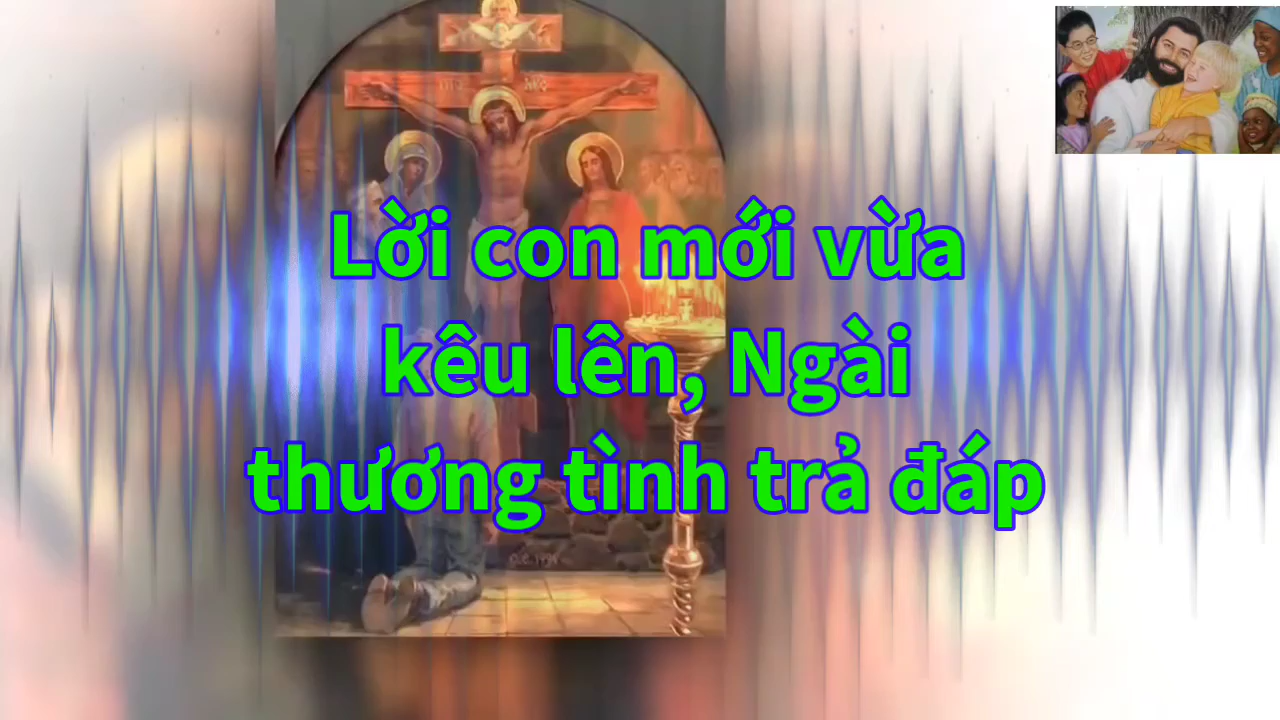 Lời con mới vừa
kêu lên, Ngài
thương tình trả đáp